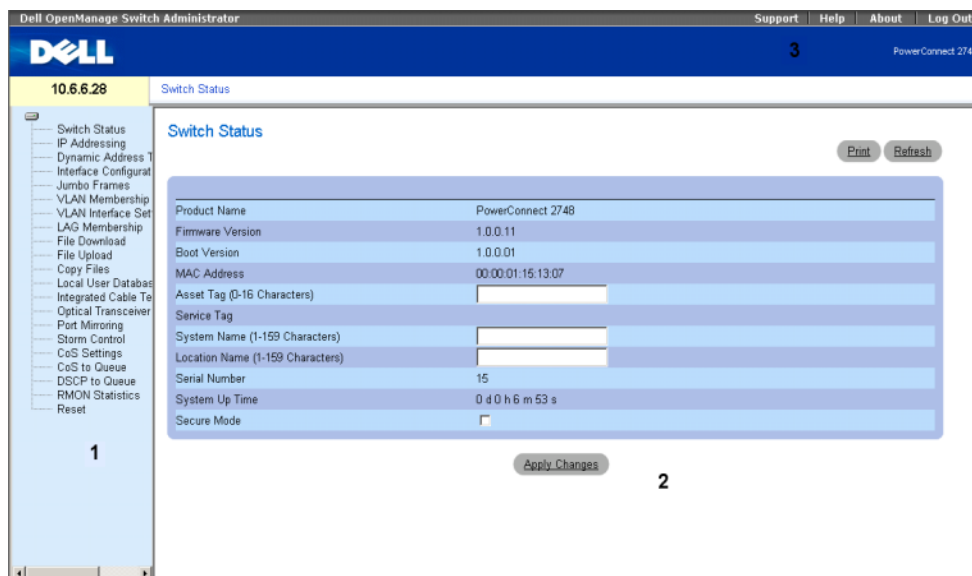 Dell OpenManage Switch Administrator
Support | Help | About | Log Out
DELL
3
PowerConnect 274
10.6.6.28
Switch Status
Switch Status
IP Addressing
Dynamic Address T
Interface Configurat
Jumbo Frames
VLAN Membership
VLAN Interface Set
LAG Membership
File Download
File Upload
Copy Files
Local User Databas
Integrated Cable Te
Optical Transceiver
Port Mirroring
Storm Control
CoS Settings
CoS to Queue
DSCP to Queue
RMON Statistics
Reset
1
Switch Status
Print Refresh
Product Name PowerConnect 2748
Firmware Version 1.0.0.11
Boot Version 1.0.0.01
MAC Address 00:00:01:15:13:07
Asset Tag (0-16 Characters)
Service Tag
System Name (1-159 Characters)
Location Name (1-159 Characters)
Serial Number 15
System Up Time 0 d 0 h 6 m 53 s
Secure Mode
Apply Changes
2